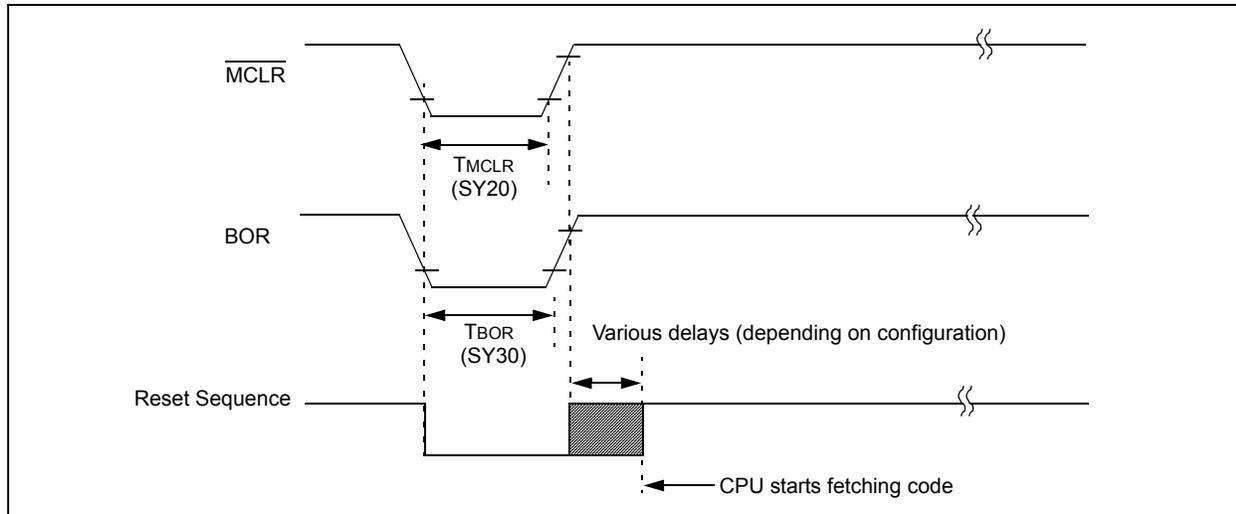 MCLR
TMCLR
(SY20)
BOR
TBOR
(SY30)
Various delays (depending on configuration)
Reset Sequence
CPU starts fetching code